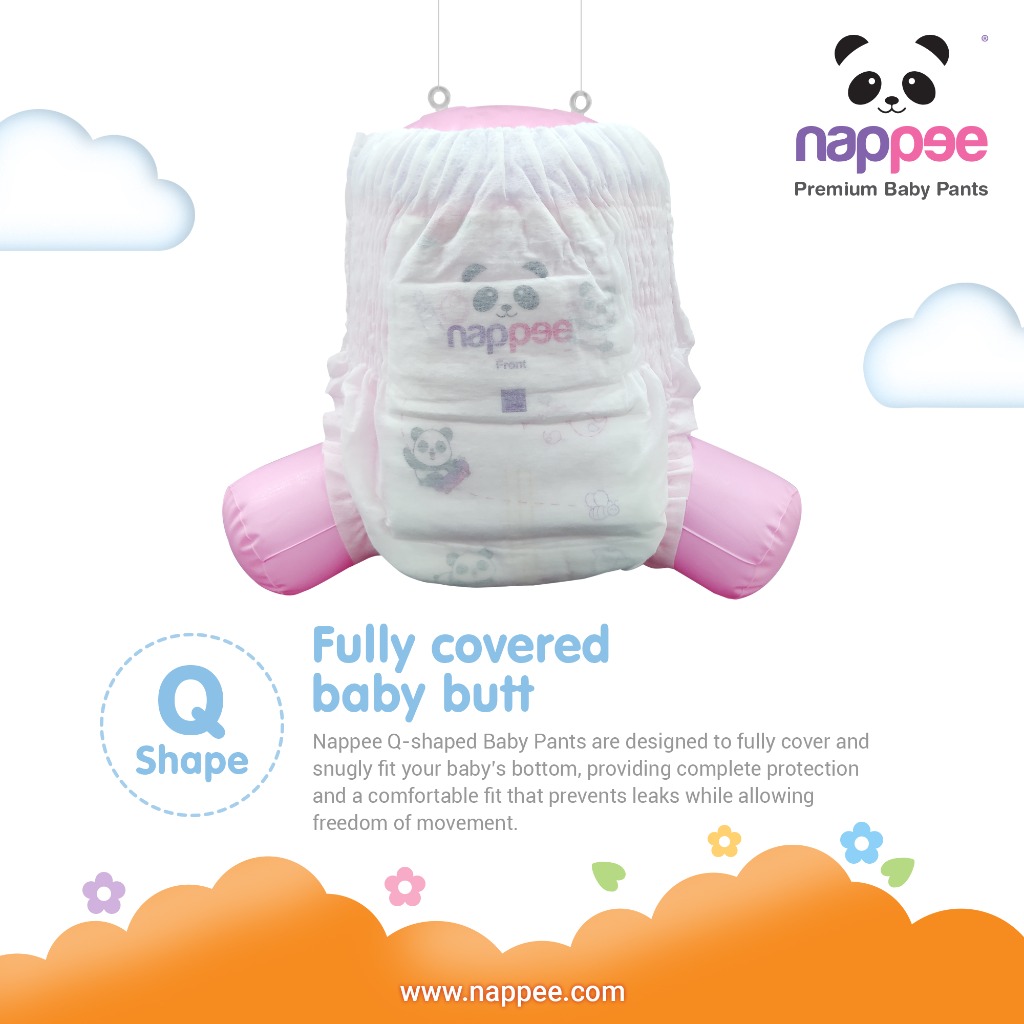 ®
nappee
Premium Baby Pants
nappee
Front
Q
Shape
Fully covered
baby butt
Nappee Q-shaped Baby Pants are designed to fully cover and
snugly fit your baby's bottom, providing complete protection
and a comfortable fit that prevents leaks while allowing
freedom of movement.
www.nappee.com